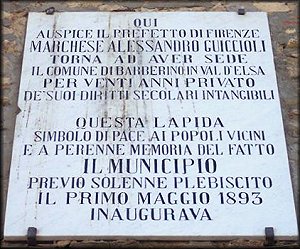 QUI
AUSPICE IL PREFETTO DI FIRENZE
MARCHESE ALESSANDRO GUICCIOLI
TORNA AD AVER SEDE
IL COMUNE DI BARBERINO IN VAL D'ELSA
PER VENTI ANNI PRIVATO
DE' SUOI DIRITTI SECOLARI INTANGIBILI
QUESTA LAPIDA
SIMBOLO DI PACE AI POPOLI VICINI
E A PERENNE MEMORIA DEL FATTO
IL MUNICIPIO
PREVIO SOLENNE PLEBISCITO
IL PRIMO MAGGIO 1893
INAUGURAVA